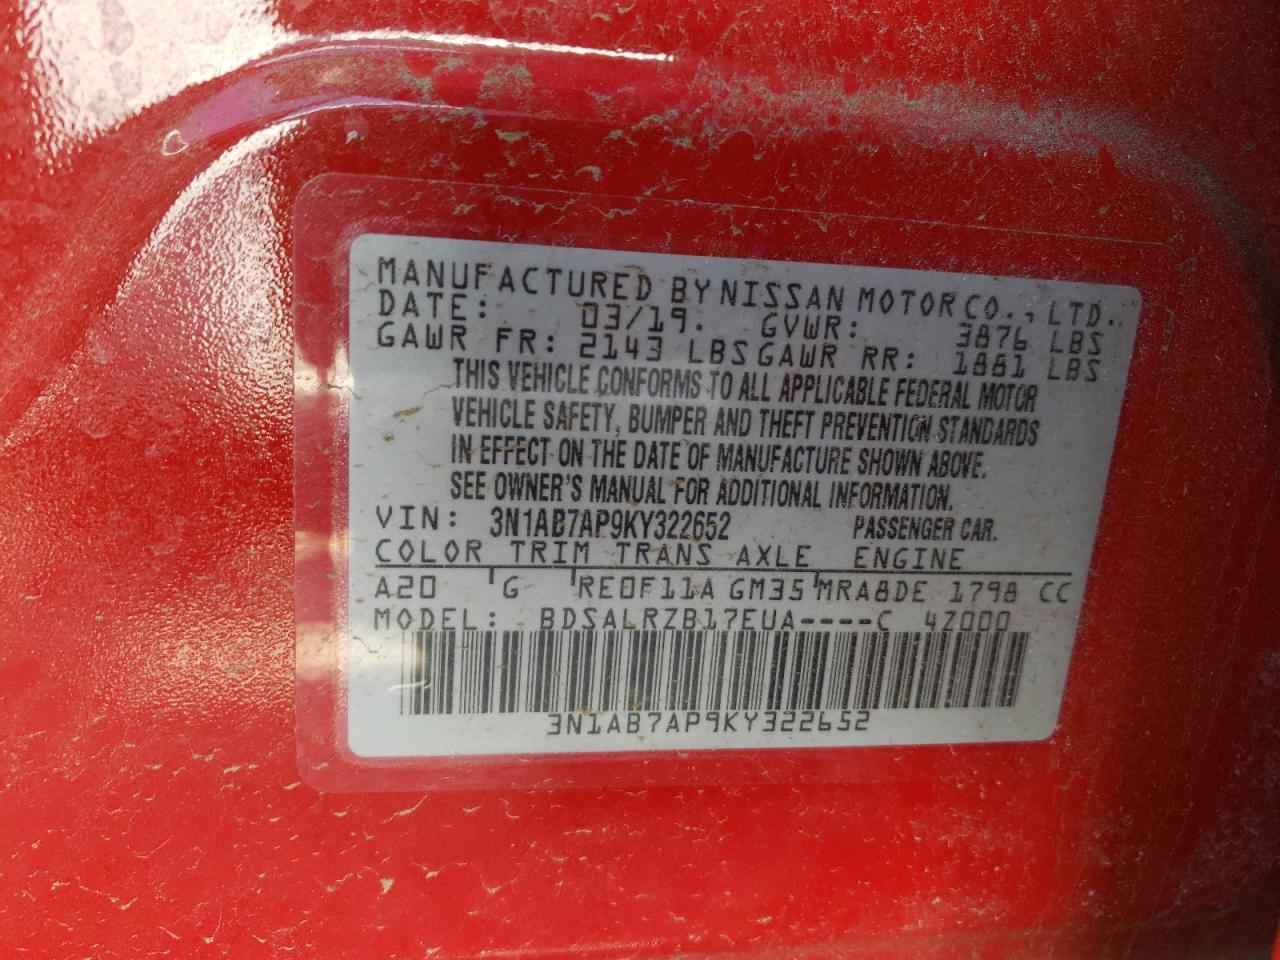 MANUFACTURED BY NISSAN MOTOR CO., LTD.
DATE: 03/19. GVWR: 3876 LBS
GAWR FR: 2143 LBS GAWR RR: 1881 LBS
THIS VEHICLE CONFORMS TO ALL APPLICABLE FEDERAL MOTOR
VEHICLE SAFETY, BUMPER AND THEFT PREVENTION STANDARDS
IN EFFECT ON THE DATE OF MANUFACTURE SHOWN ABOVE.
SEE OWNER'S MANUAL FOR ADDITIONAL INFORMATION.
VIN: 3N1AB7AP9KY322652 PASSENGER CAR.
COLOR TRIM TRANS AXLE ENGINE
A20 G RE0F11A GM35 MRA8DE 1798 CC
MODEL: BDSALRZB17EUA----C 4Z000
3N1AB7AP9KY322652